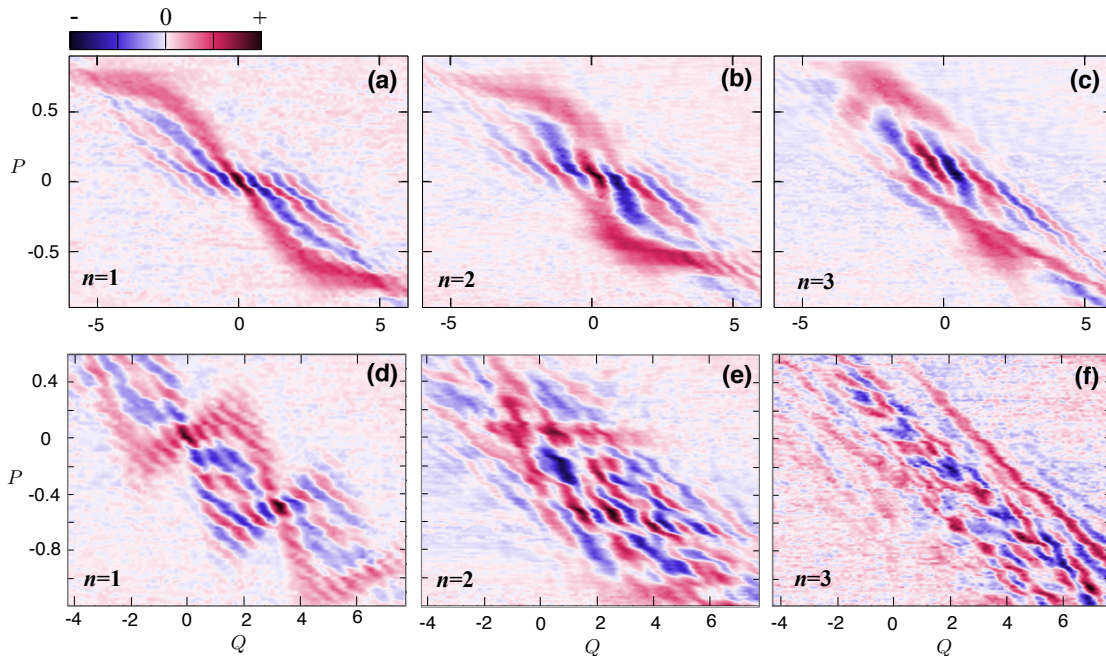 - 0 +
(a) (b) (c)
0.5 0.5 0.5
P 0 0 0
-0.5 -0.5 -0.5
n=1 n=2 n=3
-5 0 5 -5 0 5 -5 0 5
(d) (e) (f)
0.4 0.4 0.4
0 0 0
P -0.4 -0.4 -0.4
-0.8 -0.8 -0.8
n=1 n=2 n=3
-4 -2 0 2 4 6 -4 -2 0 2 4 6 -4 -2 0 2 4 6
Q Q Q